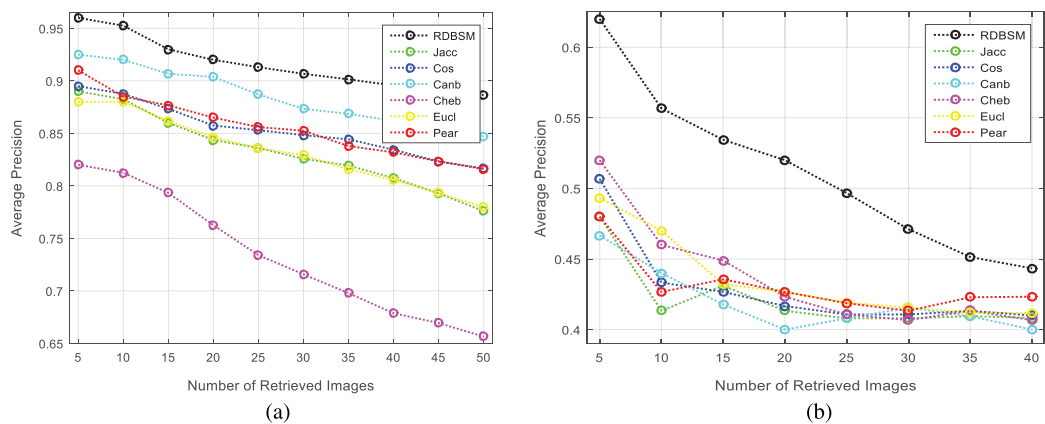 0.95
0.9
0.85
0.8
0.75
0.7
0.65
Average Precision
5 10 15 20 25 30 35 40 45 50
Number of Retrieved Images
RDBSM
Jacc
Cos
Canb
Cheb
Eucl
Pear
(a)
0.6
0.55
0.5
0.45
0.4
Average Precision
5 10 15 20 25 30 35 40
Number of Retrieved Images
RDBSM
Jacc
Cos
Canb
Cheb
Eucl
Pear
(b)